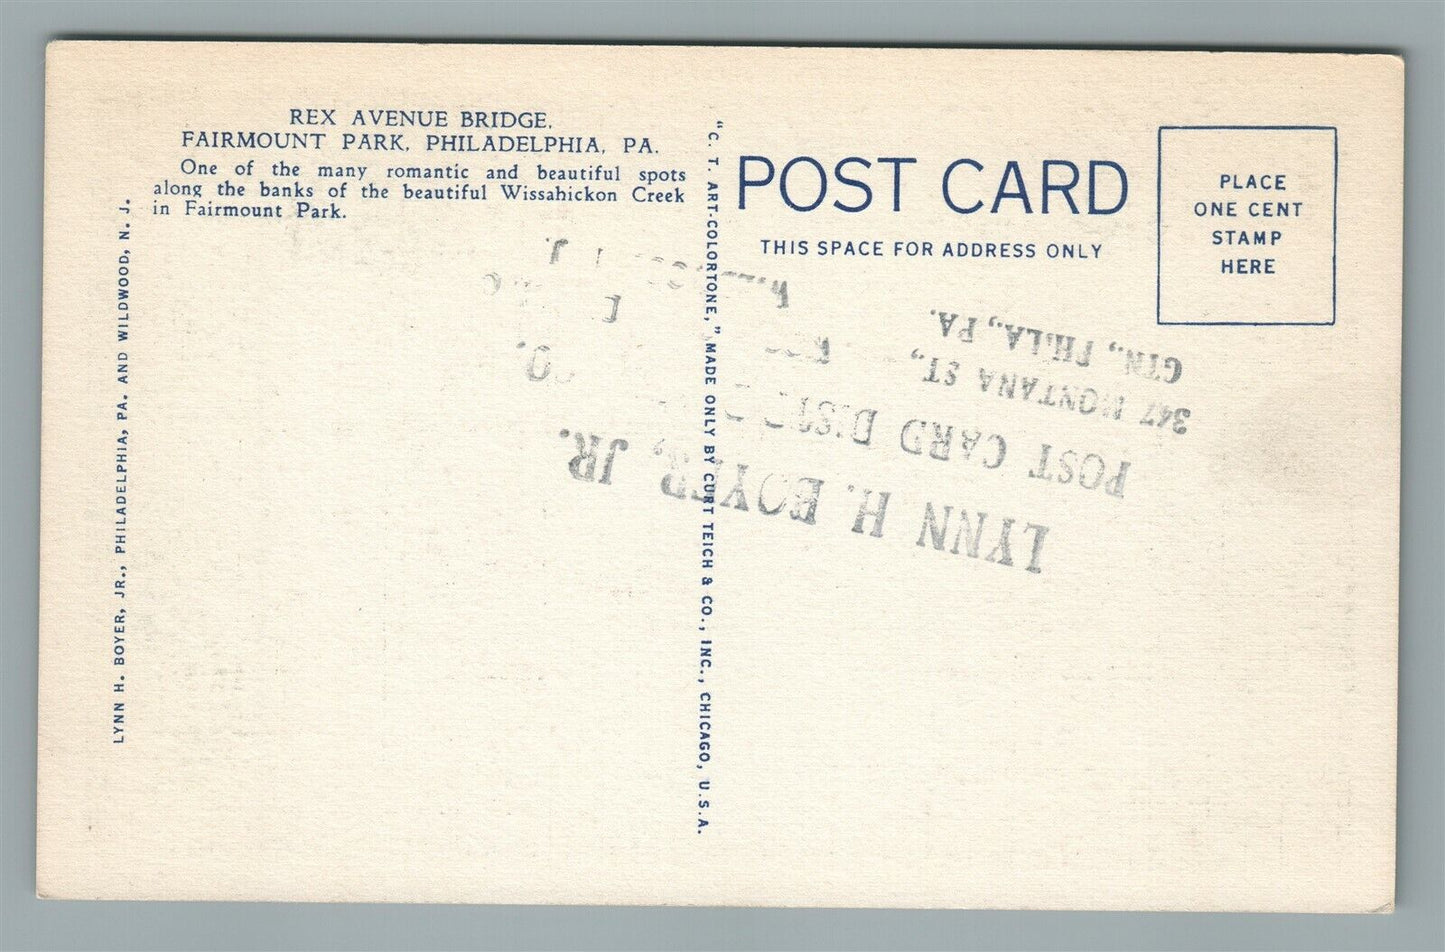 REX AVENUE BRIDGE,
FAIRMOUNT PARK, PHILADELPHIA, PA.
One of the many romantic and beautiful spots
along the banks of the beautiful Wissahickon Creek
in Fairmount Park.
LYNN H. BOYER, JR., PHILADELPHIA, PA. AND WILDWOOD, N. J.
"C. T. ART-COLORTONE," MADE ONLY BY CURT TEICH & CO., INC., CHICAGO, U.S.A.
POST CARD
THIS SPACE FOR ADDRESS ONLY
PLACE
ONE CENT
STAMP
HERE
LYNN H. BOYER, JR.
POST CARD
347 MONTANA ST.,
GTN., PHILA., PA.